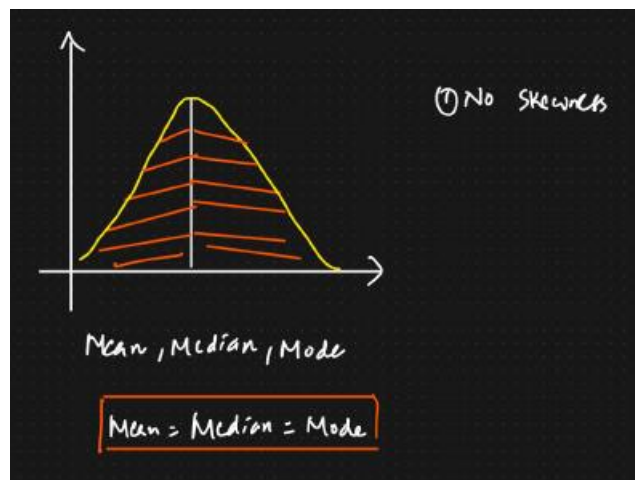 ① No Skewness
Mean, Median, Mode
Mean = Median = Mode